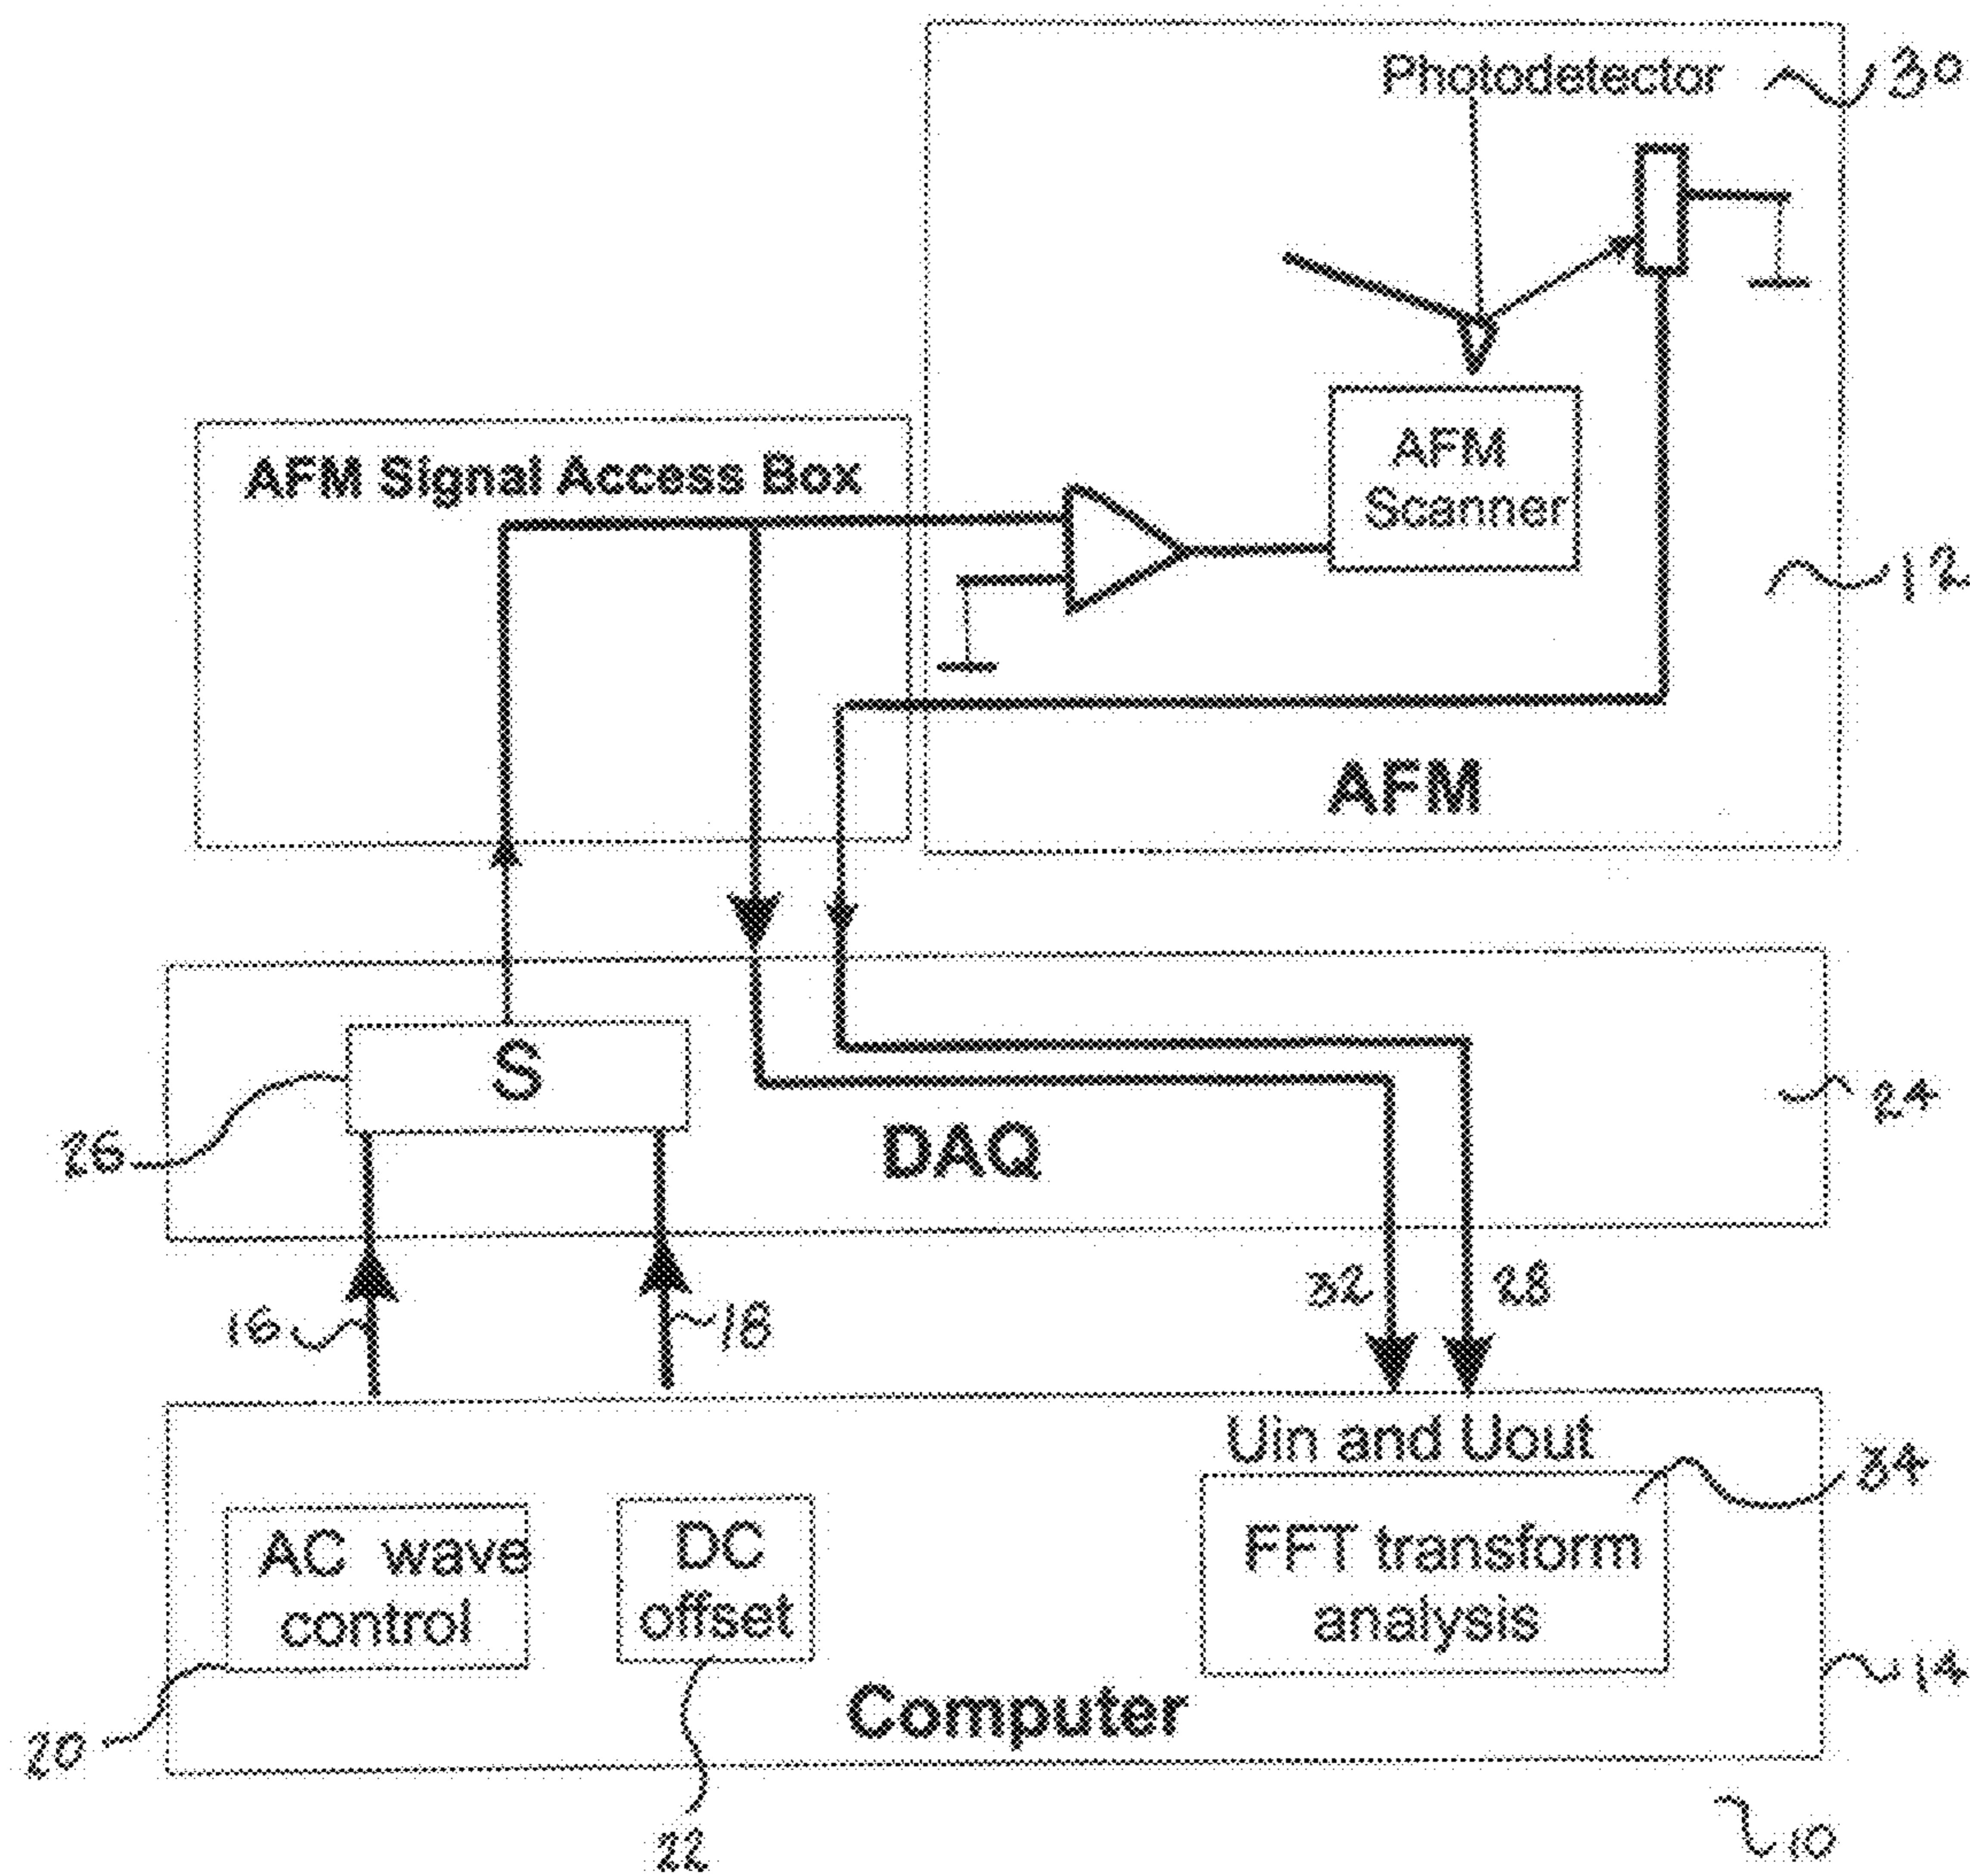 Photodetector
30
AFM
Scanner
AFM Signal Access Box
12
AFM
S
26
DAQ
24
16
18
32
28
Uin and Uout
34
AC wave
control
DC
offset
FFT transform
analysis
14
Computer
20
22
10